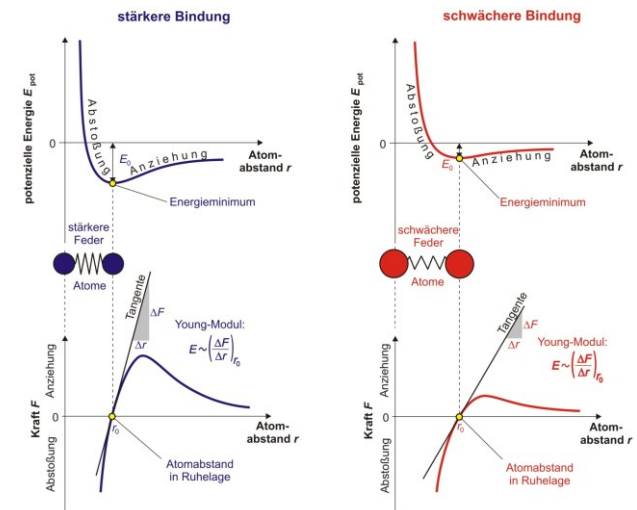 stärkere Bindung
potenzielle Energie E pot
0
Abstoßung
E0
Anziehung
Atom-
abstand r
Energieminimum
stärkere
Feder
Atome
Tangente
ΔF
Δr
Young-Modul:
E~(ΔF/Δr)r0
Anziehung
Kraft F
Abstoßung
0
r0
Atom-
abstand r
Atomabstand
in Ruhelage
schwächere Bindung
potenzielle Energie E pot
0
Abstoßung
E0
Anziehung
Atom-
abstand r
Energieminimum
schwächere
Feder
Atome
Tangente
ΔF
Δr
Young-Modul:
E~(ΔF/Δr)r0
Anziehung
Kraft F
Abstoßung
0
r0
Atom-
abstand r
Atomabstand
in Ruhelage